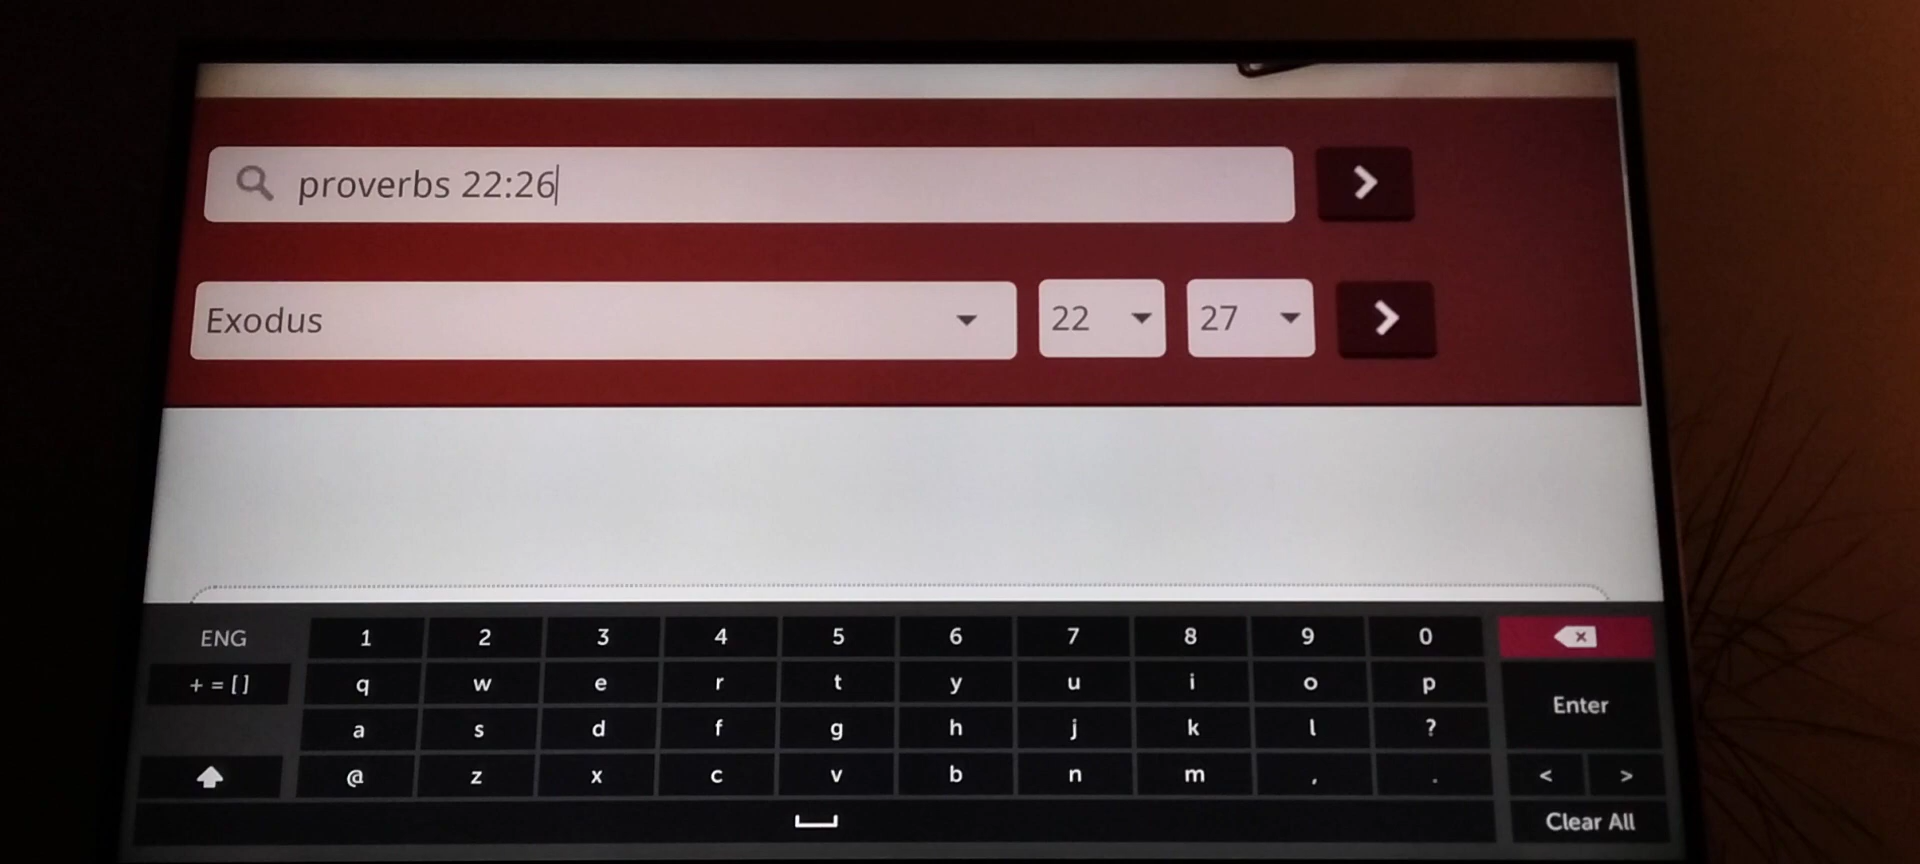 proverbs 22:26
Exodus 22 27
ENG 1 2 3 4 5 6 7 8 9 0
+ = [ ] q w e r t y u i o p
Enter
a s d f g h j k l ?
@ z x c v b n m , . < >
Clear All